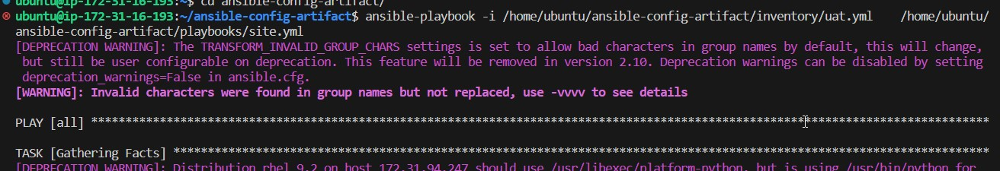 ubuntu@ip-172-31-16-193:~$ cd ansible-config-artifact/
ubuntu@ip-172-31-16-193:~/ansible-config-artifact$ ansible-playbook -i /home/ubuntu/ansible-config-artifact/inventory/uat.yml    /home/ubuntu/
ansible-config-artifact/playbooks/site.yml
[DEPRECATION WARNING]: The TRANSFORM_INVALID_GROUP_CHARS settings is set to allow bad characters in group names by default, this will change,
but still be user configurable on deprecation. This feature will be removed in version 2.10. Deprecation warnings can be disabled by setting
deprecation_warnings=False in ansible.cfg.
[WARNING]: Invalid characters were found in group names but not replaced, use -vvvv to see details
PLAY [all] ***********************************************************************************************************************************
TASK [Gathering Facts] ***********************************************************************************************************************
[DEPRECATION WARNING]: Distribution rhel 9.2 on host 172.31.94.247 should use /usr/libexec/platform-python, but is using /usr/bin/python for